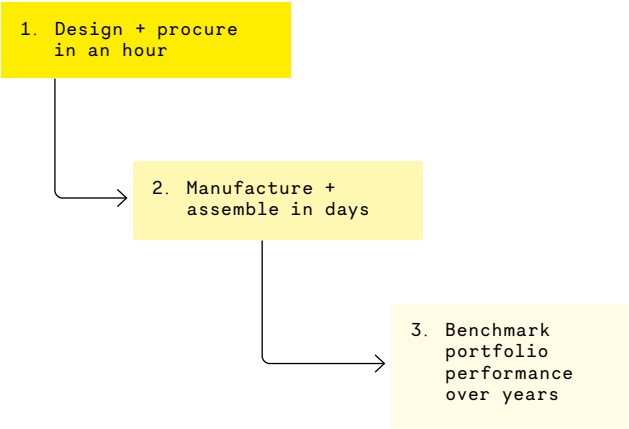 1. Design + procure
in an hour
2. Manufacture +
assemble in days
3. Benchmark
portfolio
performance
over years